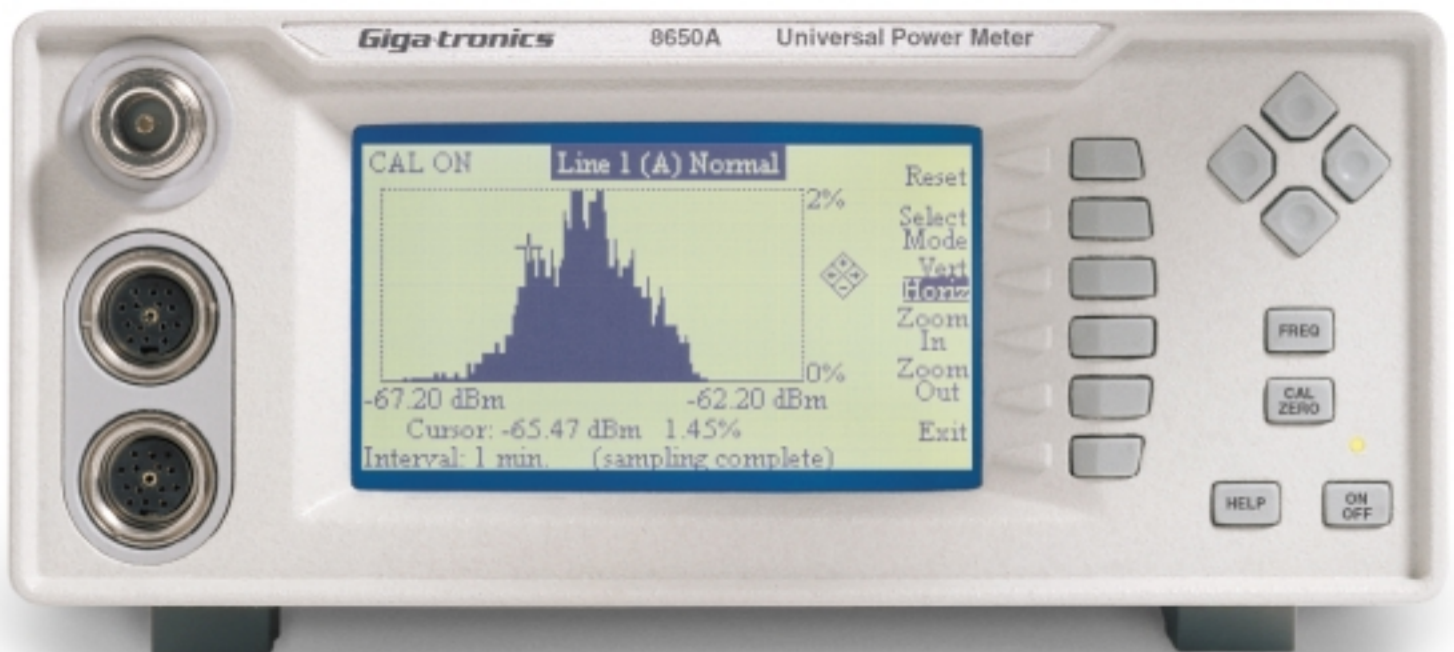 Giga-tronics 8650A Universal Power Meter
CAL ON Line 1 (A) Normal
Reset
2%
Select
Mode
Vert
Horiz
Zoom
In
Zoom
Out
0%
-67.20 dBm -62.20 dBm
Cursor: -65.47 dBm 1.45%
Exit
Interval: 1 min. (sampling complete)
FREQ
CAL
ZERO
HELP
ON
OFF